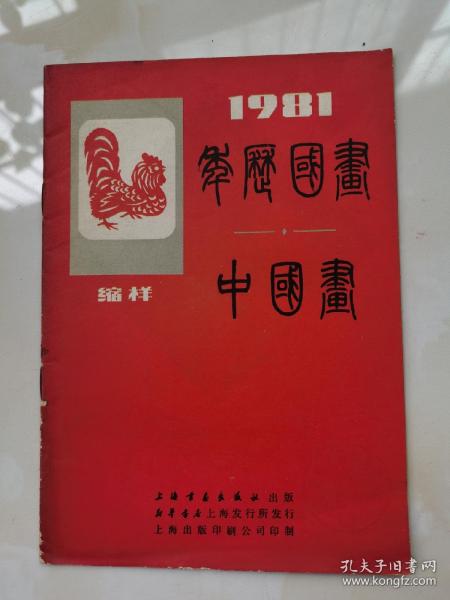 1981
年歷國畫
中國畫
缩样
上海书画出版社出版
新华书店上海发行所发行
上海出版印刷公司印制
孔夫子旧书网
www.kongfz.com